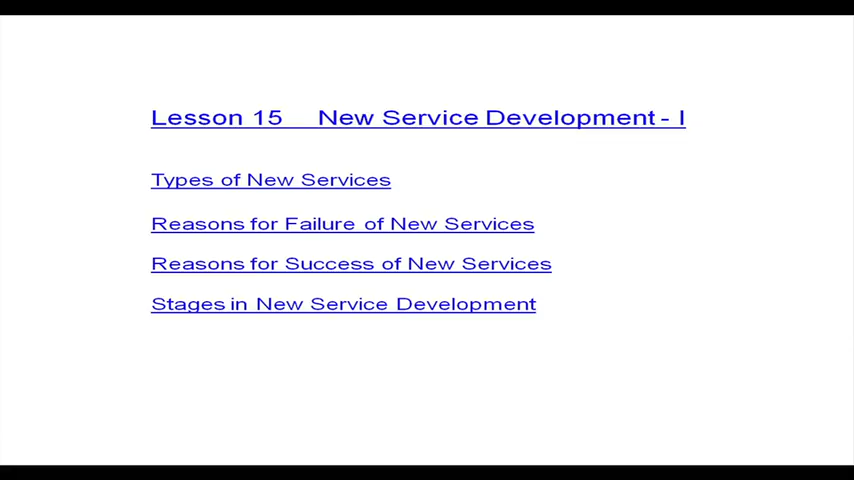 Lesson 15 New Service Development - I
Types of New Services
Reasons for Failure of New Services
Reasons for Success of New Services
Stages in New Service Development